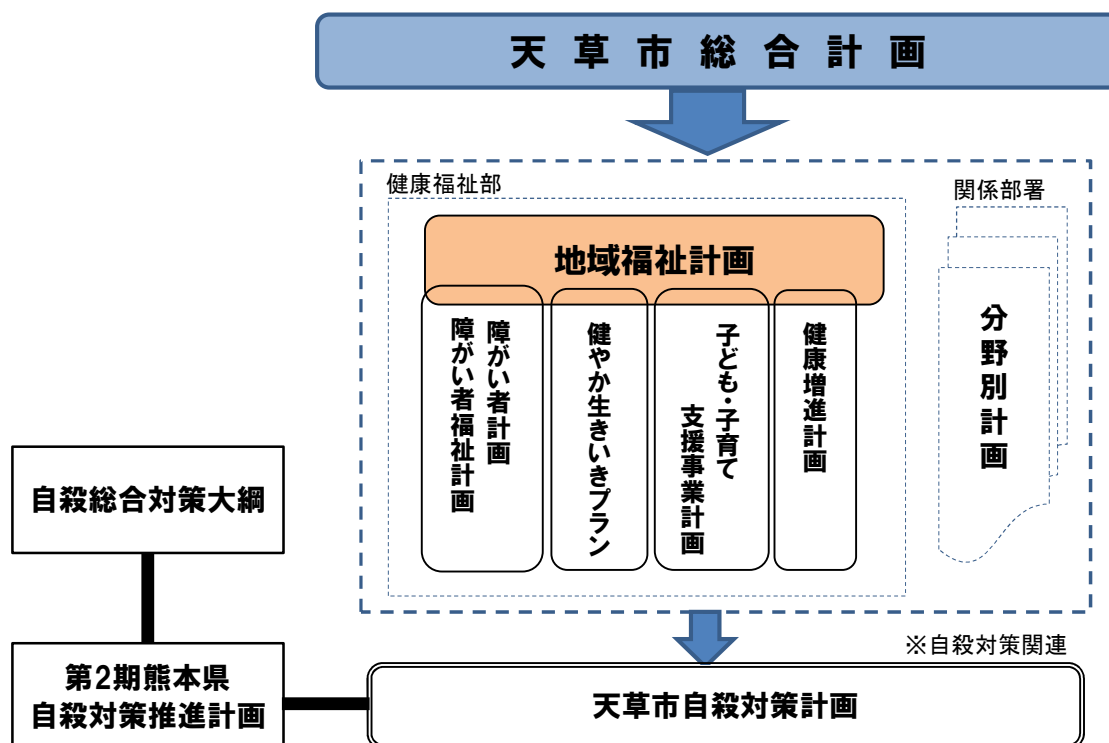 天草市総合計画
健康福祉部
関係部署
地域福祉計画
障がい者計画
障がい者福祉計画
健やか生きいきプラン
子ども・子育て
支援事業計画
健康増進計画
分野別計画
自殺総合対策大綱
※自殺対策関連
第2期熊本県
自殺対策推進計画
天草市自殺対策計画